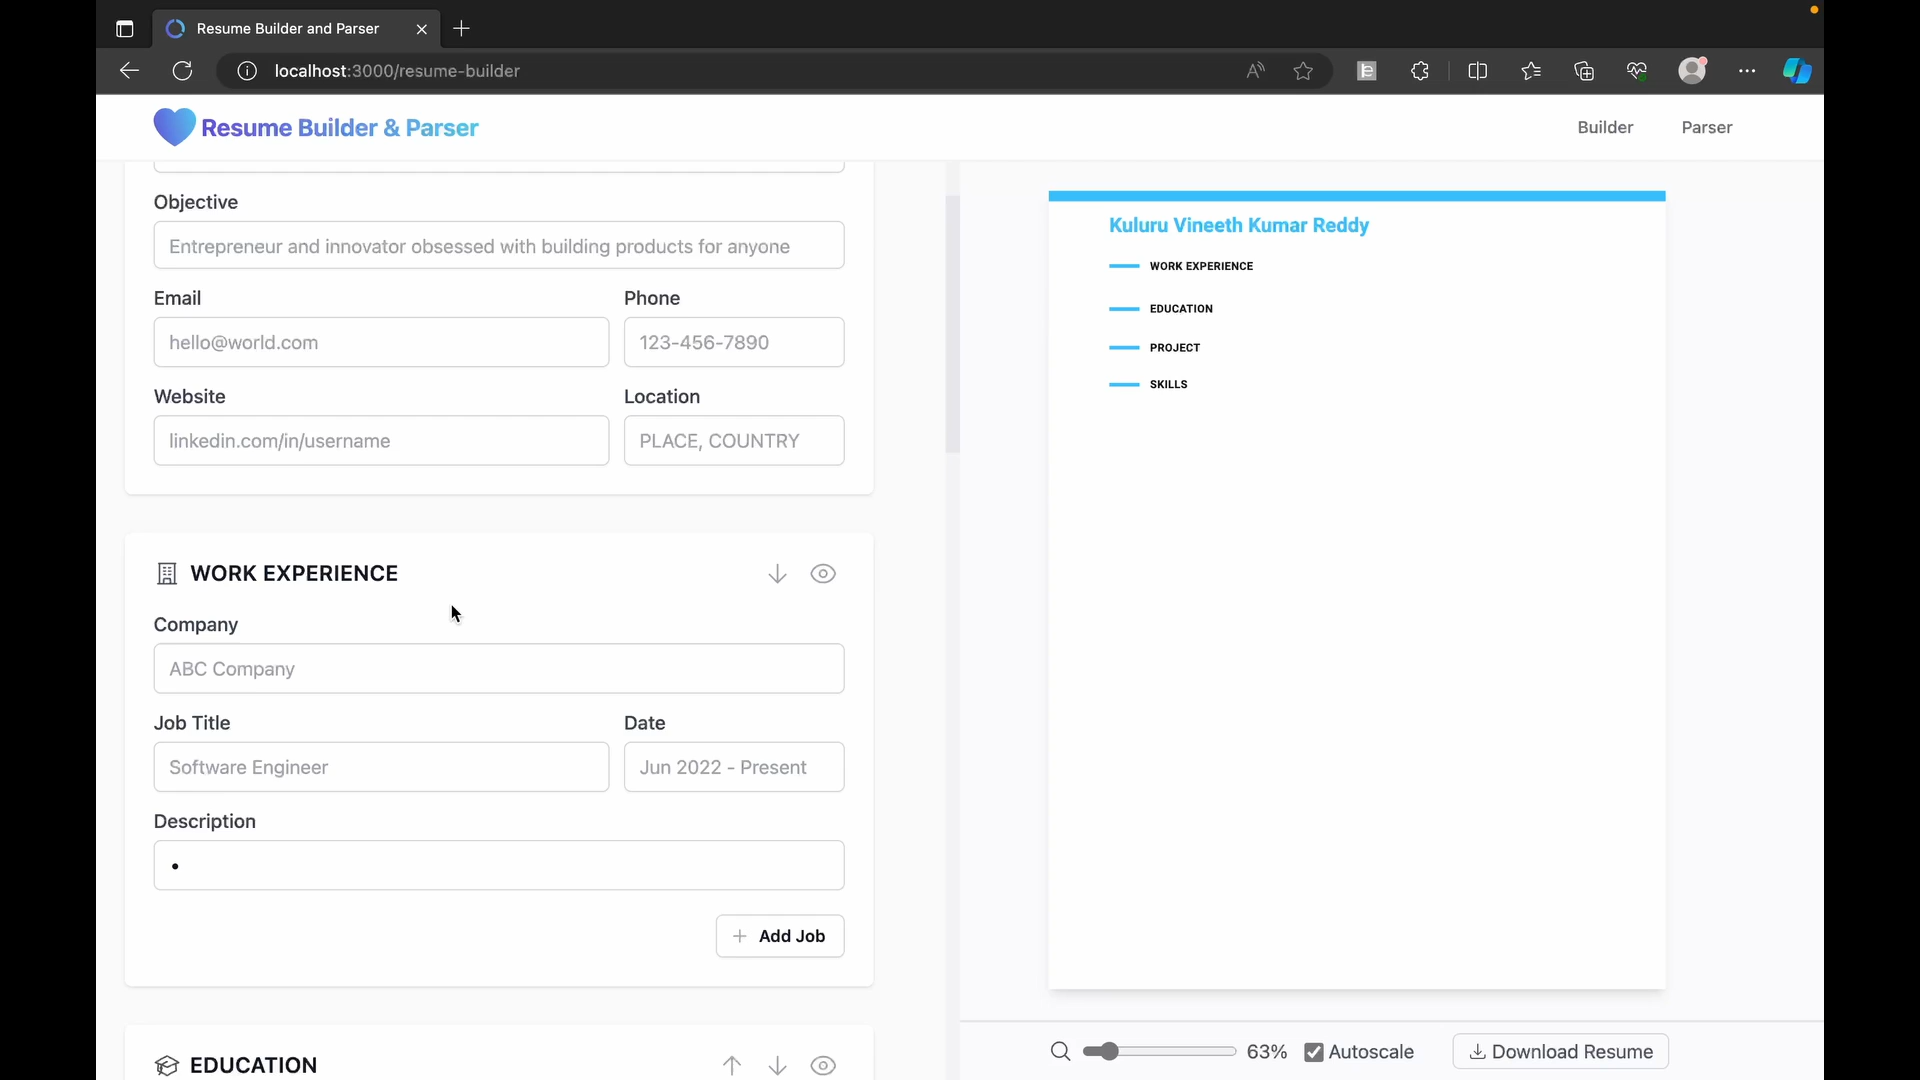 Resume Builder and Parser
localhost:3000/resume-builder
Resume Builder & Parser
Builder
Parser
Objective
Entrepreneur and innovator obsessed with building products for anyone
Email
Phone
hello@world.com
123-456-7890
Website
Location
linkedin.com/in/username
PLACE, COUNTRY
WORK EXPERIENCE
Company
ABC Company
Job Title
Date
Software Engineer
Jun 2022 - Present
Description
•
Add Job
EDUCATION
Kuluru Vineeth Kumar Reddy
WORK EXPERIENCE
EDUCATION
PROJECT
SKILLS
63%
Autoscale
Download Resume